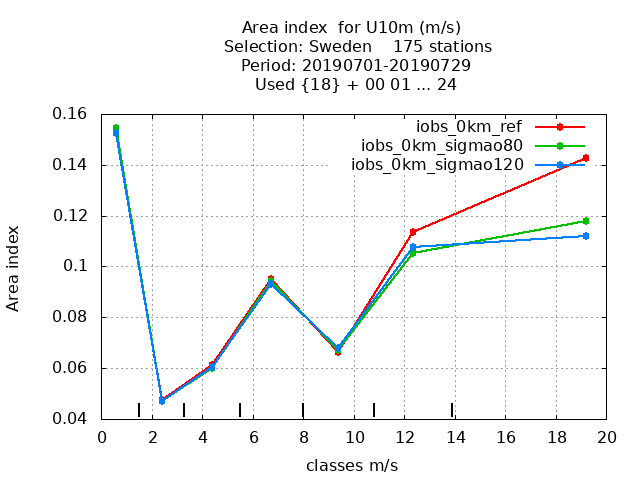 Area index  for U10m (m/s)
Selection: Sweden    175 stations
Period: 20190701-20190729
Used {18} + 00 01 ... 24
0.16
0.14
0.12
0.1
0.08
0.06
0.04
Area index
iobs_0km_ref
iobs_0km_sigmao80
iobs_0km_sigmao120
0 2 4 6 8 10 12 14 16 18 20
classes m/s